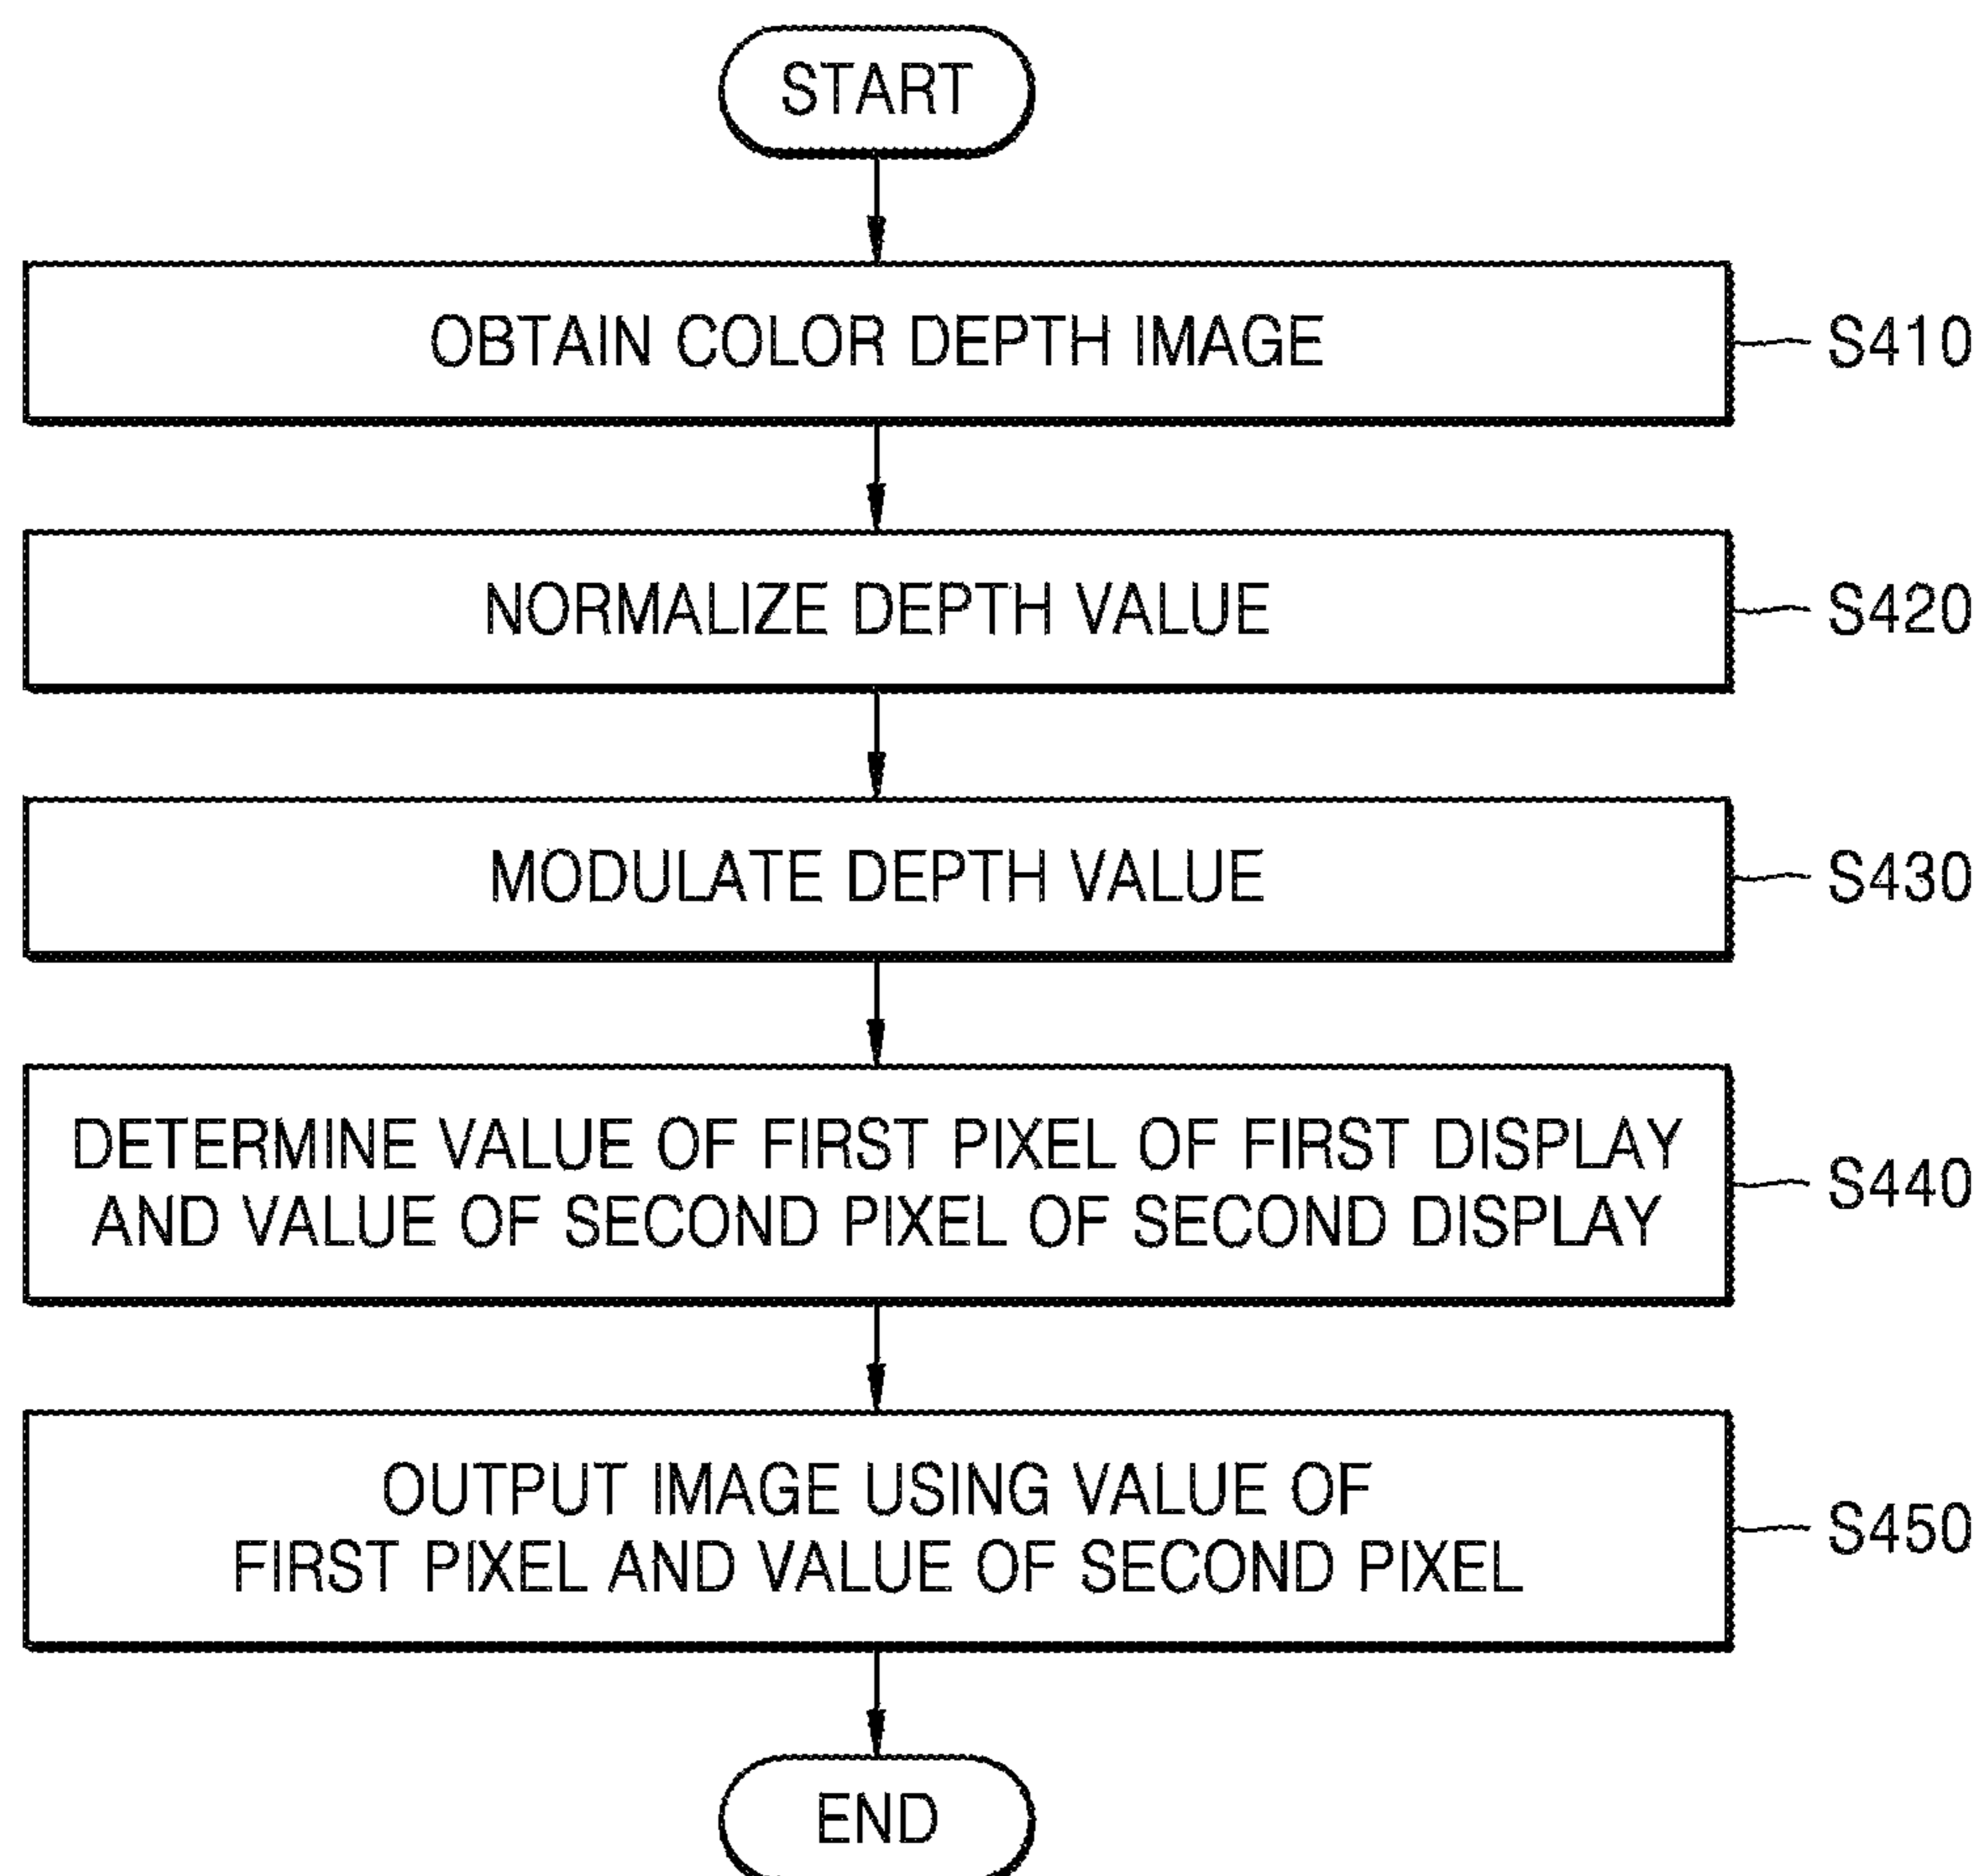 START
OBTAIN COLOR DEPTH IMAGE
S410
NORMALIZE DEPTH VALUE
S420
MODULATE DEPTH VALUE
S430
DETERMINE VALUE OF FIRST PIXEL OF FIRST DISPLAY
AND VALUE OF SECOND PIXEL OF SECOND DISPLAY
S440
OUTPUT IMAGE USING VALUE OF
FIRST PIXEL AND VALUE OF SECOND PIXEL
S450
END